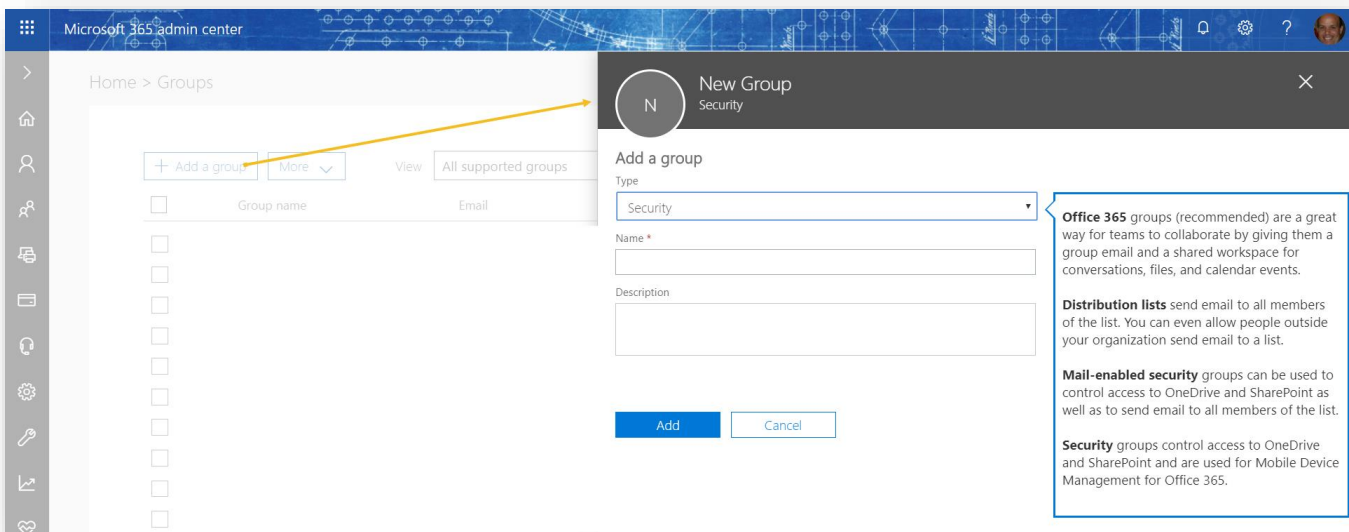 Microsoft 365 admin center
?
Home > Groups
New Group
N
Security
+ Add a group
More
View
All supported groups
Group name
Email
Add a group
Type
Security
Name *
Description
Add
Cancel
Office 365 groups (recommended) are a great
way for teams to collaborate by giving them a
group email and a shared workspace for
conversations, files, and calendar events.
Distribution lists send email to all members
of the list. You can even allow people outside
your organization send email to a list.
Mail-enabled security groups can be used to
control access to OneDrive and SharePoint as
well as to send email to all members of the list.
Security groups control access to OneDrive
and SharePoint and are used for Mobile Device
Management for Office 365.